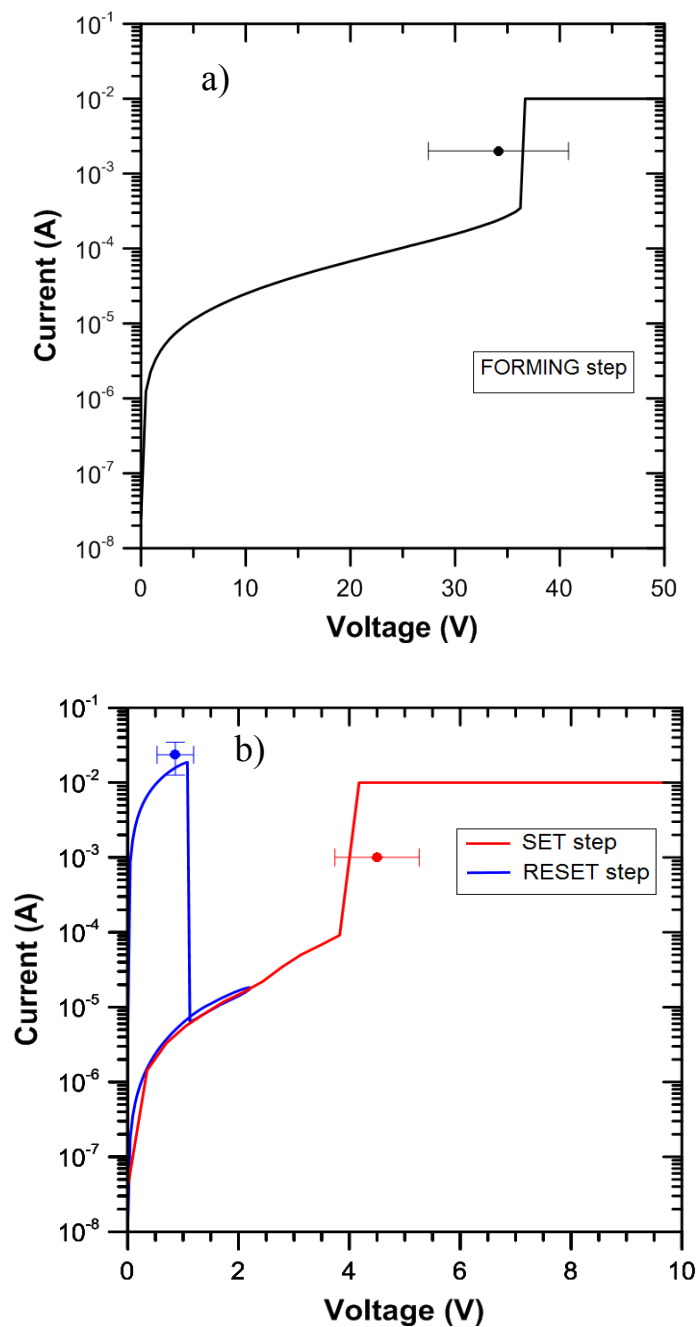 a)
Current (A)
10⁻¹
10⁻²
10⁻³
10⁻⁴
10⁻⁵
10⁻⁶
10⁻⁷
10⁻⁸
FORMING step
0 10 20 30 40 50
Voltage (V)
b)
Current (A)
10⁻¹
10⁻²
10⁻³
10⁻⁴
10⁻⁵
10⁻⁶
10⁻⁷
10⁻⁸
SET step
RESET step
0 2 4 6 8 10
Voltage (V)